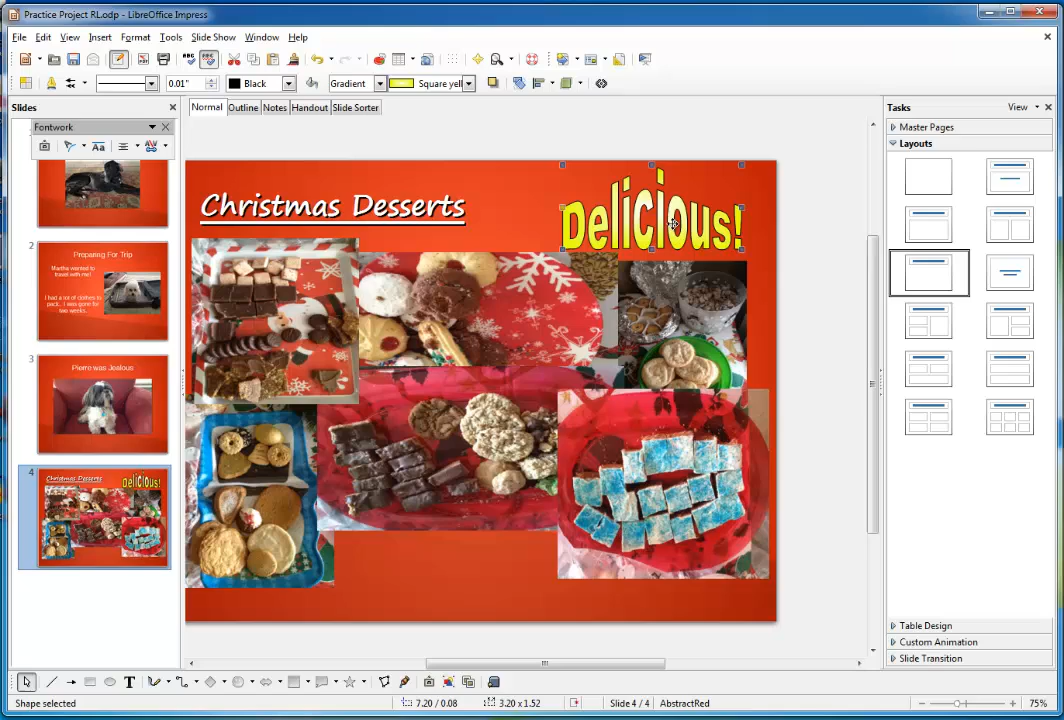 Practice Project RL.odp - LibreOffice Impress
File Edit View Insert Format Tools Slide Show Window Help
0.01" Black Gradient Square yel
Slides
Normal Outline Notes Handout Slide Sorter
Tasks View
Fontwork
Master Pages
Layouts
Aa
Christmas Desserts
Delicious!
2
Preparing For Trip
Martha wanted to
travel with me!
I had a lot of clothes to
pack.. I was gone for
two weeks.
3
Pierre was Jealous
4
Christmas Desserts
Delicious!
Table Design
Custom Animation
Slide Transition
T
Shape selected 7.20 / 0.08 3.20 x 1.52 Slide 4 / 4 AbstractRed 75%